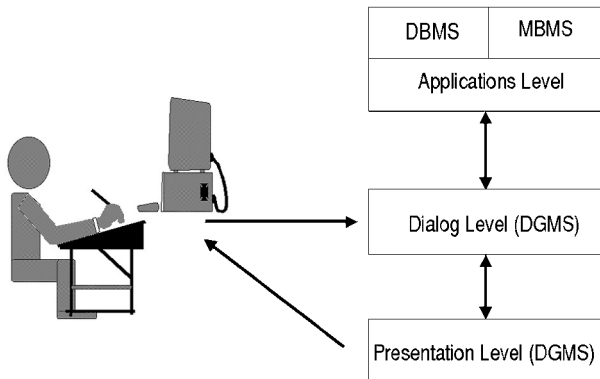 DBMS MBMS
Applications Level
Dialog Level (DGMS)
Presentation Level (DGMS)